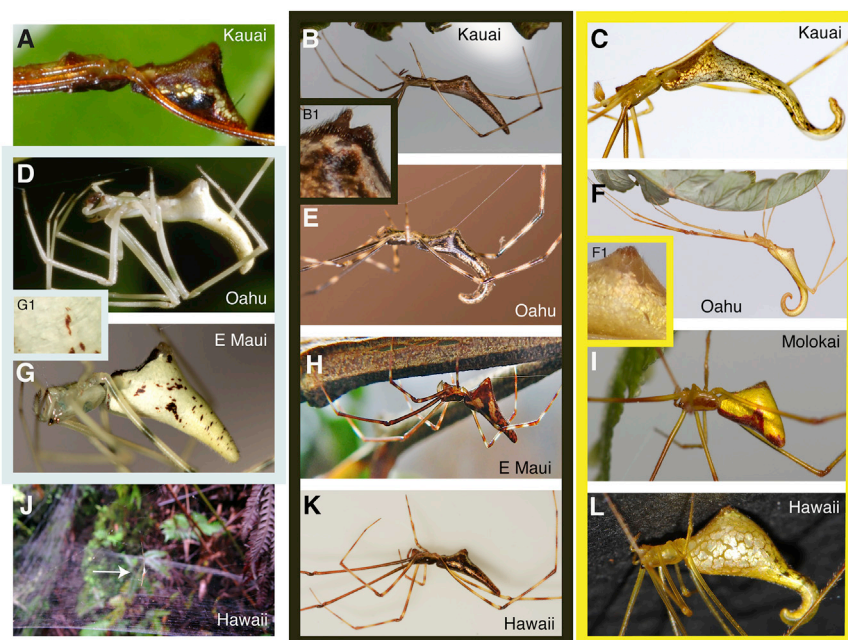 A
Kauai
B
Kauai
B1
C
Kauai
D
Oahu
E
Oahu
F
F1
Oahu
G1
E Maui
G
H
E Maui
Molokai
I
J
Hawaii
K
Hawaii
L
Hawaii